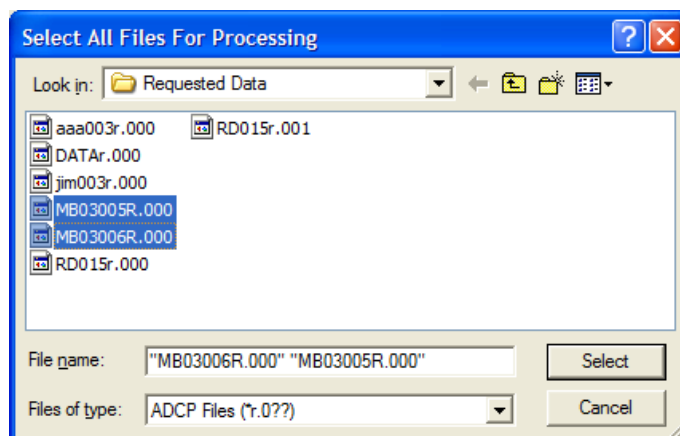 Select All Files For Processing
Look in: Requested Data
aaa003r.000 RD015r.001
DATAr.000
jim003r.000
MB03005R.000
MB03006R.000
RD015r.000
File name: "MB03006R.000" "MB03005R.000" Select
Files of type: ADCP Files (*r.0??) Cancel